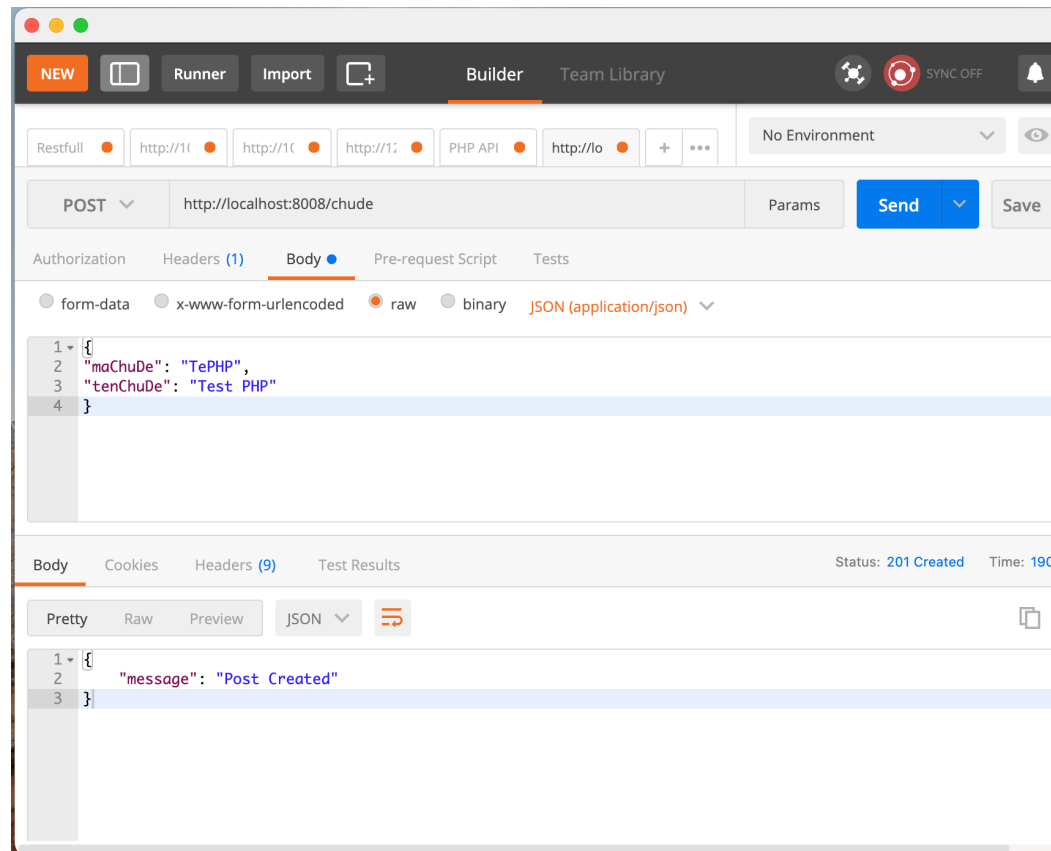 NEW Runner Import Builder Team Library SYNC OFF
Restfull http://1( http://1( http://12 PHP API http://lo + ••• No Environment
POST http://localhost:8008/chude Params Send Save
Authorization Headers (1) Body Pre-request Script Tests
form-data x-www-form-urlencoded raw binary JSON (application/json)
1 {
2 "maChuDe": "TePHP",
3 "tenChuDe": "Test PHP"
4 }
Body Cookies Headers (9) Test Results Status: 201 Created Time: 190
Pretty Raw Preview JSON
1 {
2 "message": "Post Created"
3 }